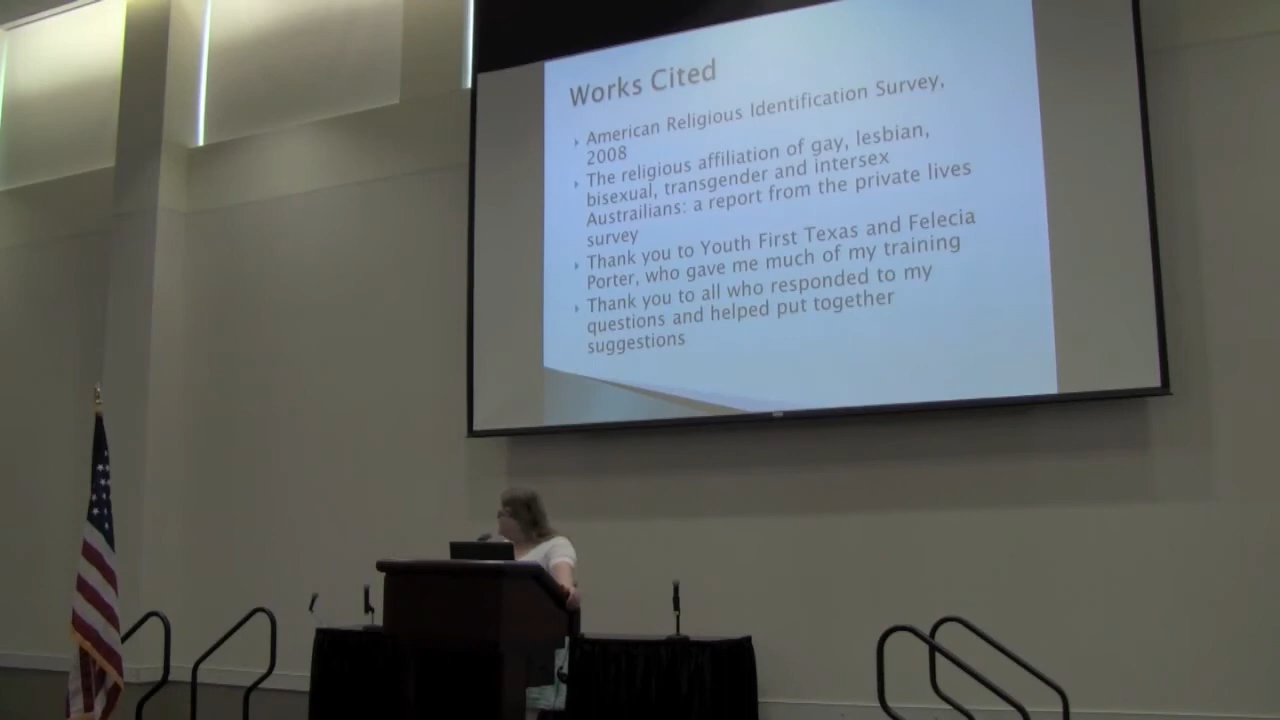 Works Cited
American Religious Identification Survey,
2008
The religious affiliation of gay, lesbian,
bisexual, transgender and intersex
Austrailians: a report from the private lives
survey
Thank you to Youth First Texas and Felecia
Porter, who gave me much of my training
Thank you to all who responded to my
questions and helped put together
suggestions